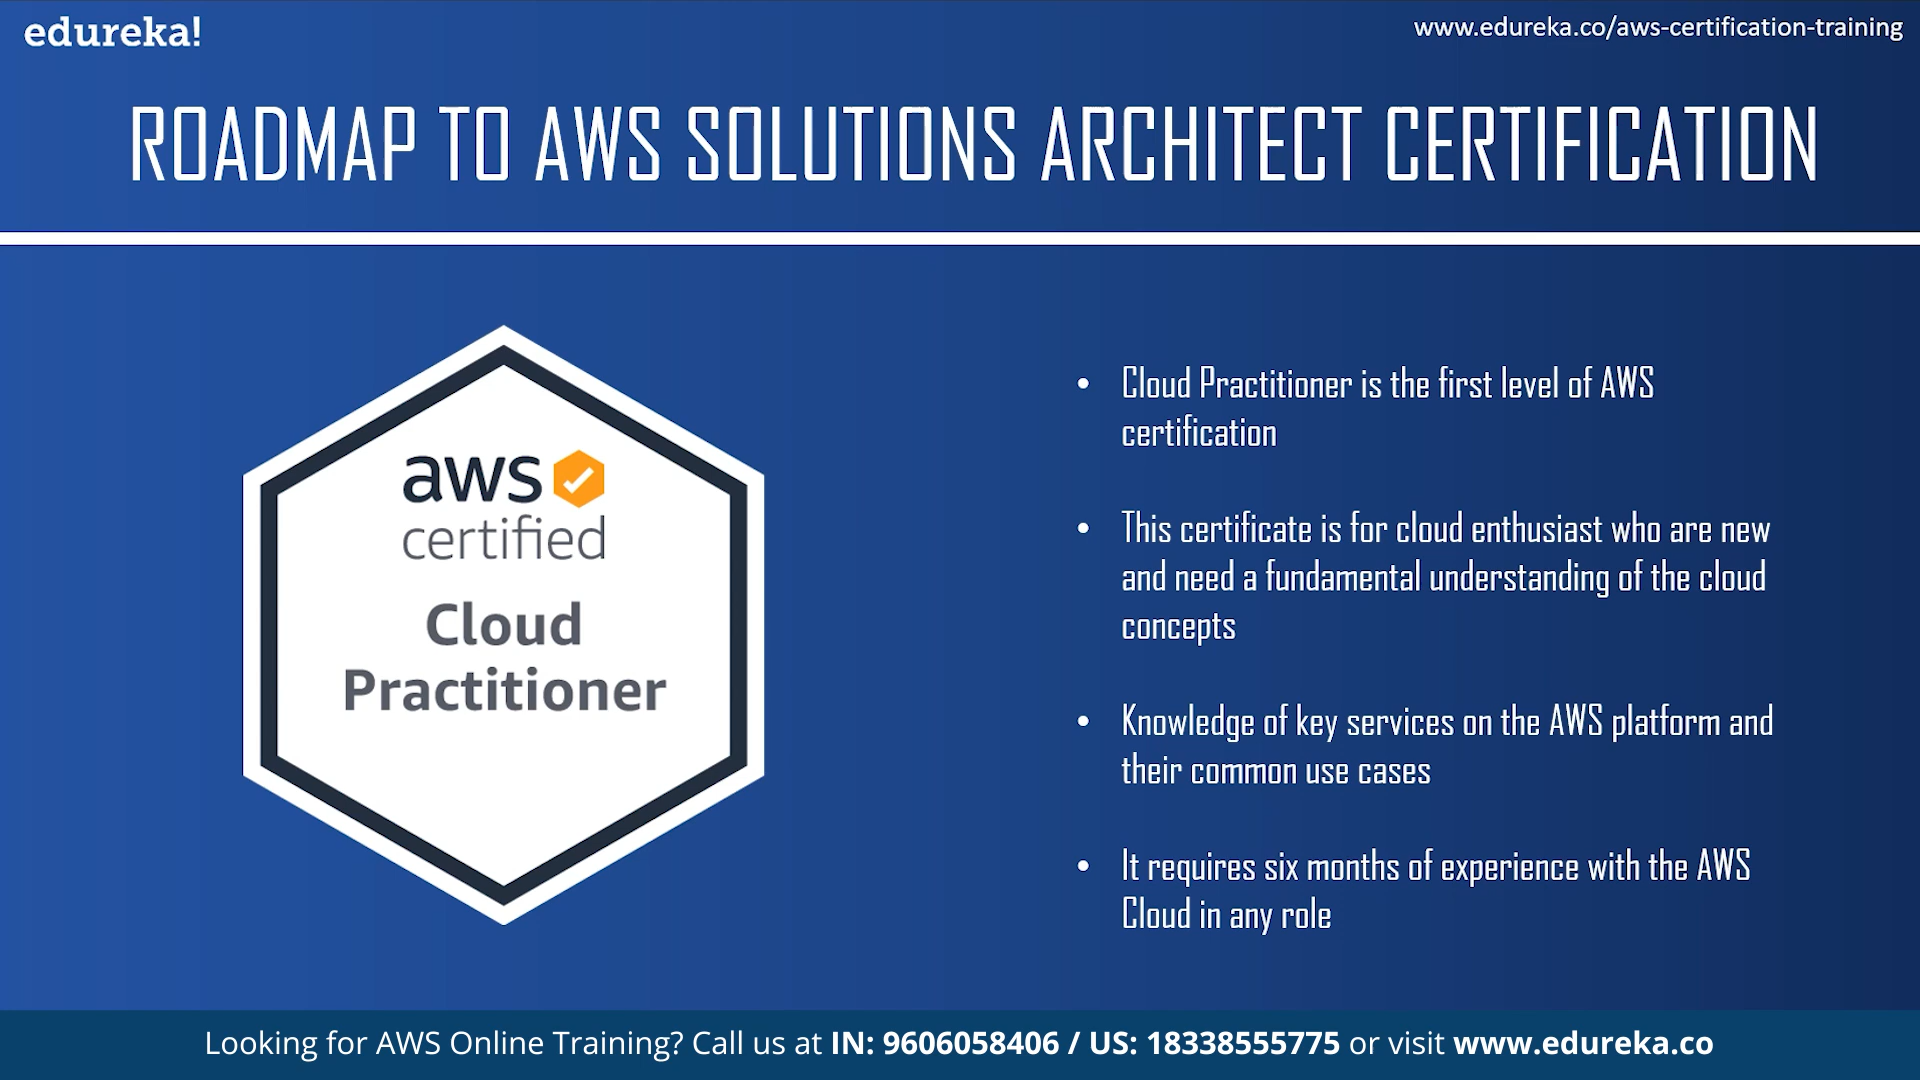 edureka!
www.edureka.co/aws-certification-training
ROADMAP TO AWS SOLUTIONS ARCHITECT CERTIFICATION
aws
certified
Cloud
Practitioner
• Cloud Practitioner is the first level of AWS
certification
• This certificate is for cloud enthusiast who are new
and need a fundamental understanding of the cloud
concepts
• Knowledge of key services on the AWS platform and
their common use cases
• It requires six months of experience with the AWS
Cloud in any role
Looking for AWS Online Training? Call us at IN: 9606058406 / US: 18338555775 or visit www.edureka.co